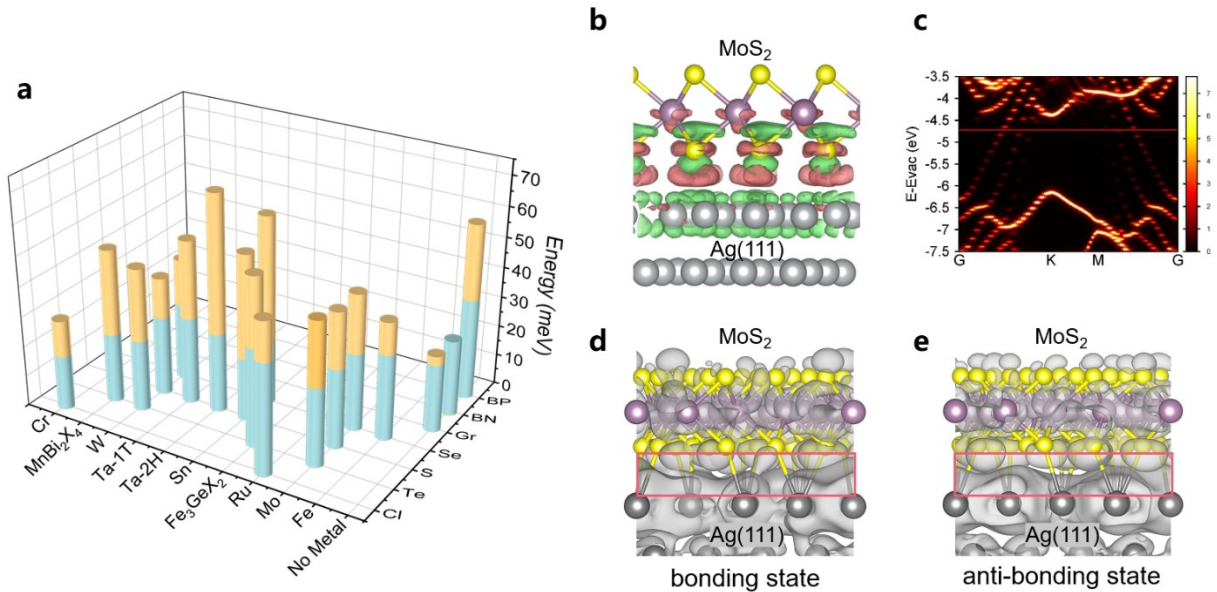 a
70
60
50
40
30
20
10
0
Energy (meV)
Cr
MnBi₂X₄
W
Ta-1T
Ta-2H
Sn
Fe₃GeX₂
Ru
Mo
Fe
No Metal
BP
BN
Gr
Se
S
Te
Cl
b
MoS₂
Ag(111)
c
E-Evac (eV)
-3.5
-4
-4.5
-5
-5.5
-6
-6.5
-7
-7.5
G K M G
7
6
5
4
3
2
1
0
d
MoS₂
Ag(111)
bonding state
e
MoS₂
Ag(111)
anti-bonding state